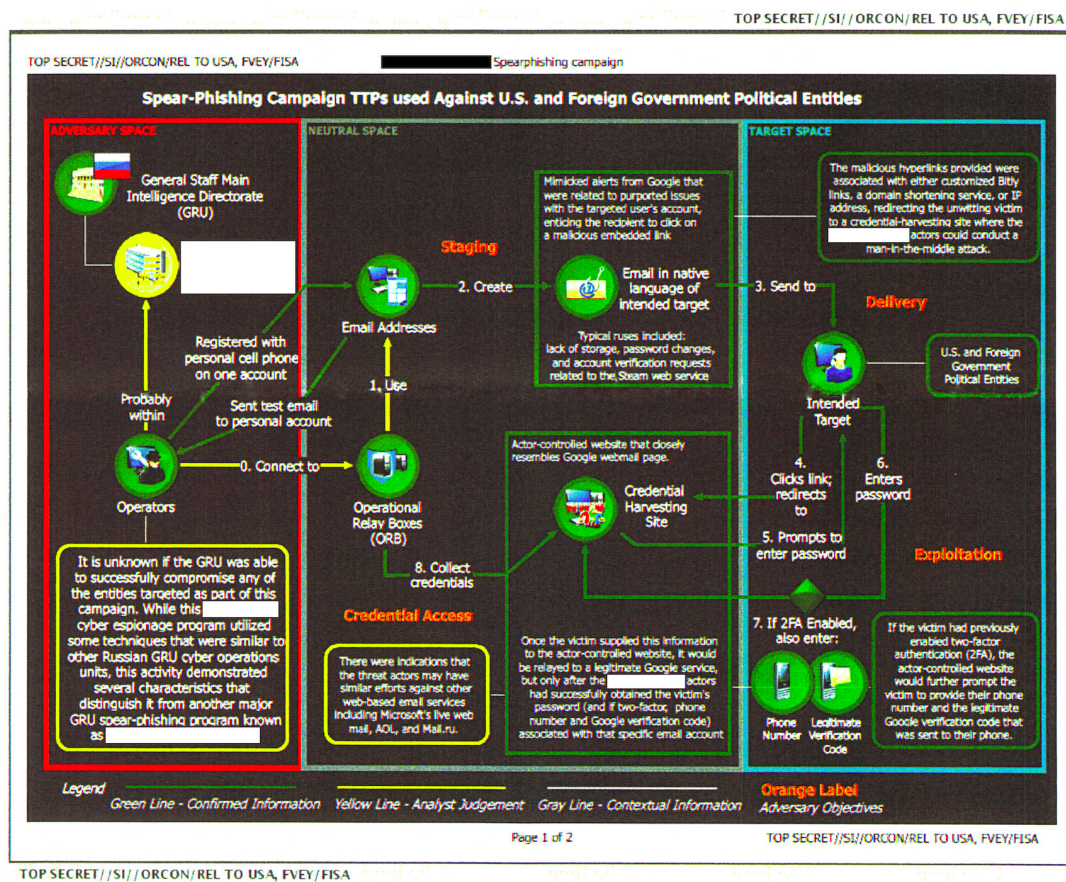 TOP SECRET//SI//ORCON/REL TO USA, FVEY/FISA
TOP SECRET//SI//ORCON/REL TO USA, FVEY/FISA
Spearphishing campaign
Spear-Phishing Campaign TTPs used Against U.S. and Foreign Government Political Entities
ADVERSARY SPACE
General Staff Main
Intelligence Directorate
(GRU)
Probably
within
Operators
Registered with
personal cell phone
on one account
Sent test email
to personal account
0. Connect to
It is unknown if the GRU was able
to successfully compromise any of
the entities targeted as part of this
campaign. While this
cyber espionage program utilized
some techniques that were similar to
other Russian GRU cyber operations
units, this activity demonstrated
several characteristics that
distinguish it from another major
GRU spear-phishing program known
as
NEUTRAL SPACE
Staging
Email Addresses
2. Create
1. Use
Operational
Relay Boxes
(ORB)
Mimicked alerts from Google that
were related to purported issues
with the targeted user's account,
enticing the recipient to click on
a malicious embedded link
Email in native
language of
intended target
Typical ruses included:
lack of storage, password changes,
and account verification requests
related to the Steam web service
8. Collect
credentials
Credential Access
There were indications that
the threat actors may have
similar efforts against other
web-based email services
including Microsoft's live web
mail, AOL, and Mail.ru.
Actor-controlled website that closely
resembles Google webmail page.
Credential
Harvesting
Site
Once the victim supplied this information
to the actor-controlled website, it would
be relayed to a legitimate Google service,
but only after the actors
had successfully obtained the victim's
password (and if two-factor, phone
number and Google verification code)
associated with that specific email account
TARGET SPACE
The malicious hyperlinks provided were
associated with either customized Bitly
links, a domain shortening service, or IP
address, redirecting the unwitting victim
to a credential-harvesting site where the
actors could conduct a
man-in-the-middle attack.
3. Send to
Delivery
Intended
Target
U.S. and Foreign
Government
Political Entities
4.
Clicks link;
redirects
to
6.
Enters
password
5. Prompts to
enter password
Exploitation
7. If 2FA Enabled,
also enter:
Phone
Number
Legitimate
Verification
Code
If the victim had previously
enabled two-factor
authentication (2FA), the
actor-controlled website
would further prompt the
victim to provide their phone
number and the legitimate
Google verification code that
was sent to their phone.
Legend
Green Line - Confirmed Information
Yellow Line - Analyst Judgement
Gray Line - Contextual Information
Orange Label
Adversary Objectives
Page 1 of 2
TOP SECRET//SI//ORCON/REL TO USA, FVEY/FISA
TOP SECRET//SI//ORCON/REL TO USA, FVEY/FISA